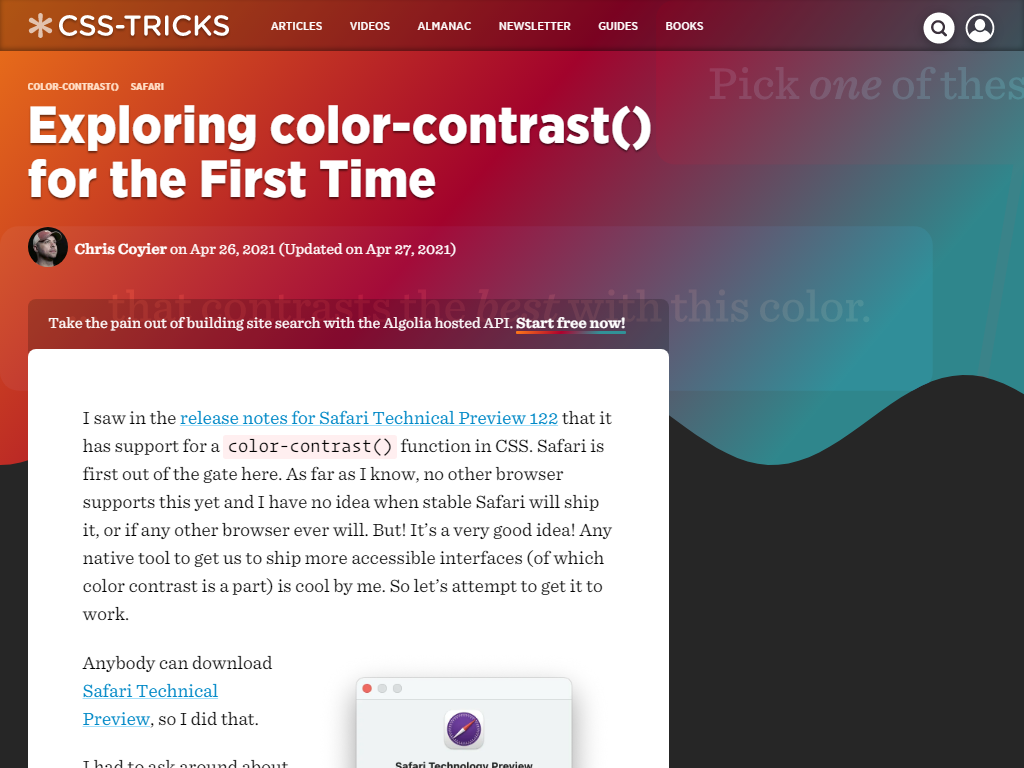 CSS-TRICKS
ARTICLES VIDEOS ALMANAC NEWSLETTER GUIDES BOOKS
COLOR-CONTRAST() SAFARI
Pick one of thes
Exploring color-contrast()
for the First Time
Chris Coyier on Apr 26, 2021 (Updated on Apr 27, 2021)
that contrasts the best with this color.
Take the pain out of building site search with the Algolia hosted API. Start free now!
I saw in the release notes for Safari Technical Preview 122 that it
has support for a color-contrast() function in CSS. Safari is
first out of the gate here. As far as I know, no other browser
supports this yet and I have no idea when stable Safari will ship
it, or if any other browser ever will. But! It’s a very good idea! Any
native tool to get us to ship more accessible interfaces (of which
color contrast is a part) is cool by me. So let’s attempt to get it to
work.
Anybody can download
Safari Technical
Preview, so I did that.
Safari Technology Preview
I had to ask around about